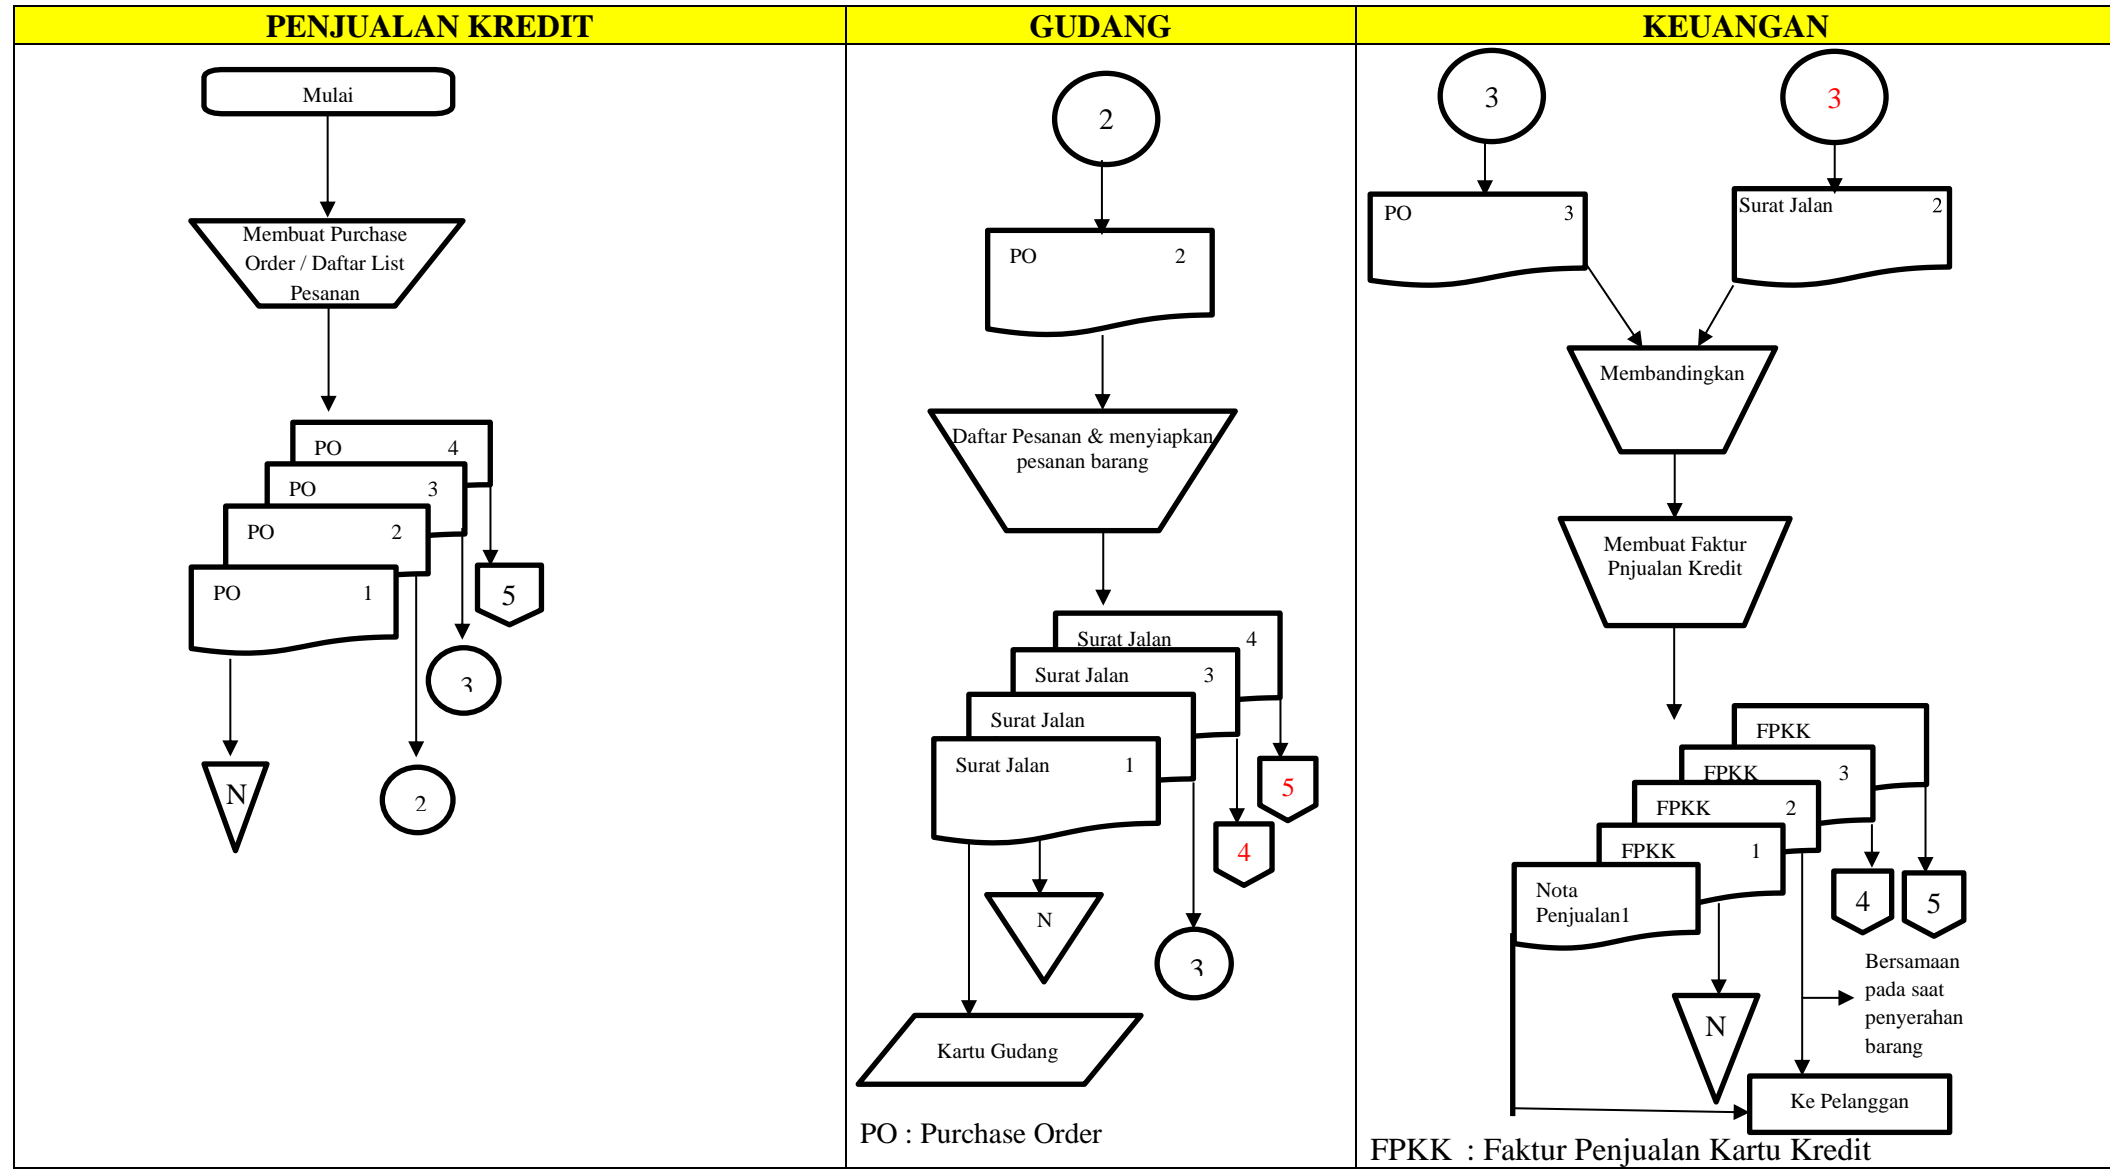 PENJUALAN KREDIT
GUDANG
KEUANGAN
Mulai
Membuat Purchase
Order / Daftar List
Pesanan
PO 4
PO 3
PO 2
PO 1
5
3
2
N
2
PO 2
Daftar Pesanan & menyiapkan
pesanan barang
Surat Jalan 4
Surat Jalan 3
Surat Jalan
Surat Jalan 1
5
4
N
3
Kartu Gudang
PO : Purchase Order
3
3
PO 3
Surat Jalan 2
Membandingkan
Membuat Faktur
Pnjualan Kredit
FPKK
FPKK 3
FPKK 2
FPKK 1
Nota
Penjualan1
4
5
Bersamaan
pada saat
penyerahan
barang
N
Ke Pelanggan
FPKK : Faktur Penjualan Kartu Kredit